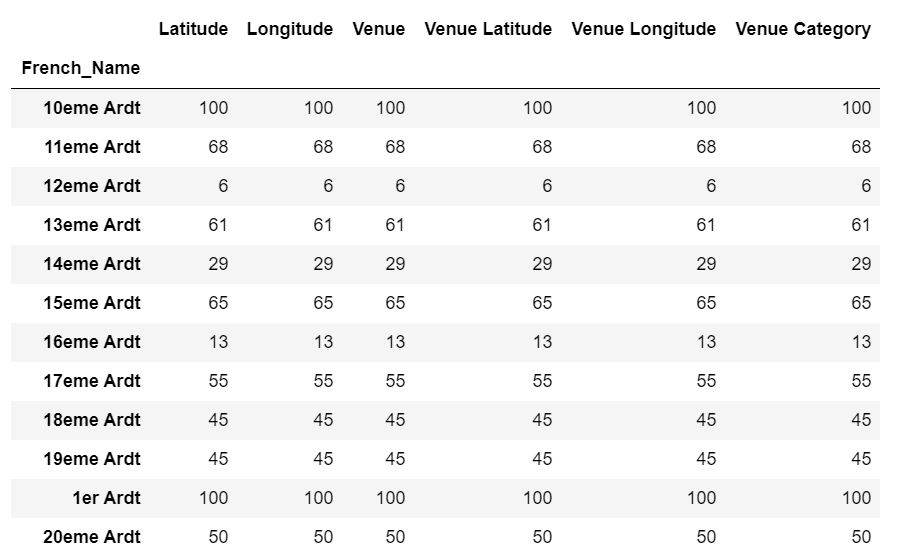 Latitude Longitude Venue Venue Latitude Venue Longitude Venue Category
French_Name
10eme Ardt 100 100 100 100 100 100
11eme Ardt 68 68 68 68 68 68
12eme Ardt 6 6 6 6 6 6
13eme Ardt 61 61 61 61 61 61
14eme Ardt 29 29 29 29 29 29
15eme Ardt 65 65 65 65 65 65
16eme Ardt 13 13 13 13 13 13
17eme Ardt 55 55 55 55 55 55
18eme Ardt 45 45 45 45 45 45
19eme Ardt 45 45 45 45 45 45
1er Ardt 100 100 100 100 100 100
20eme Ardt 50 50 50 50 50 50